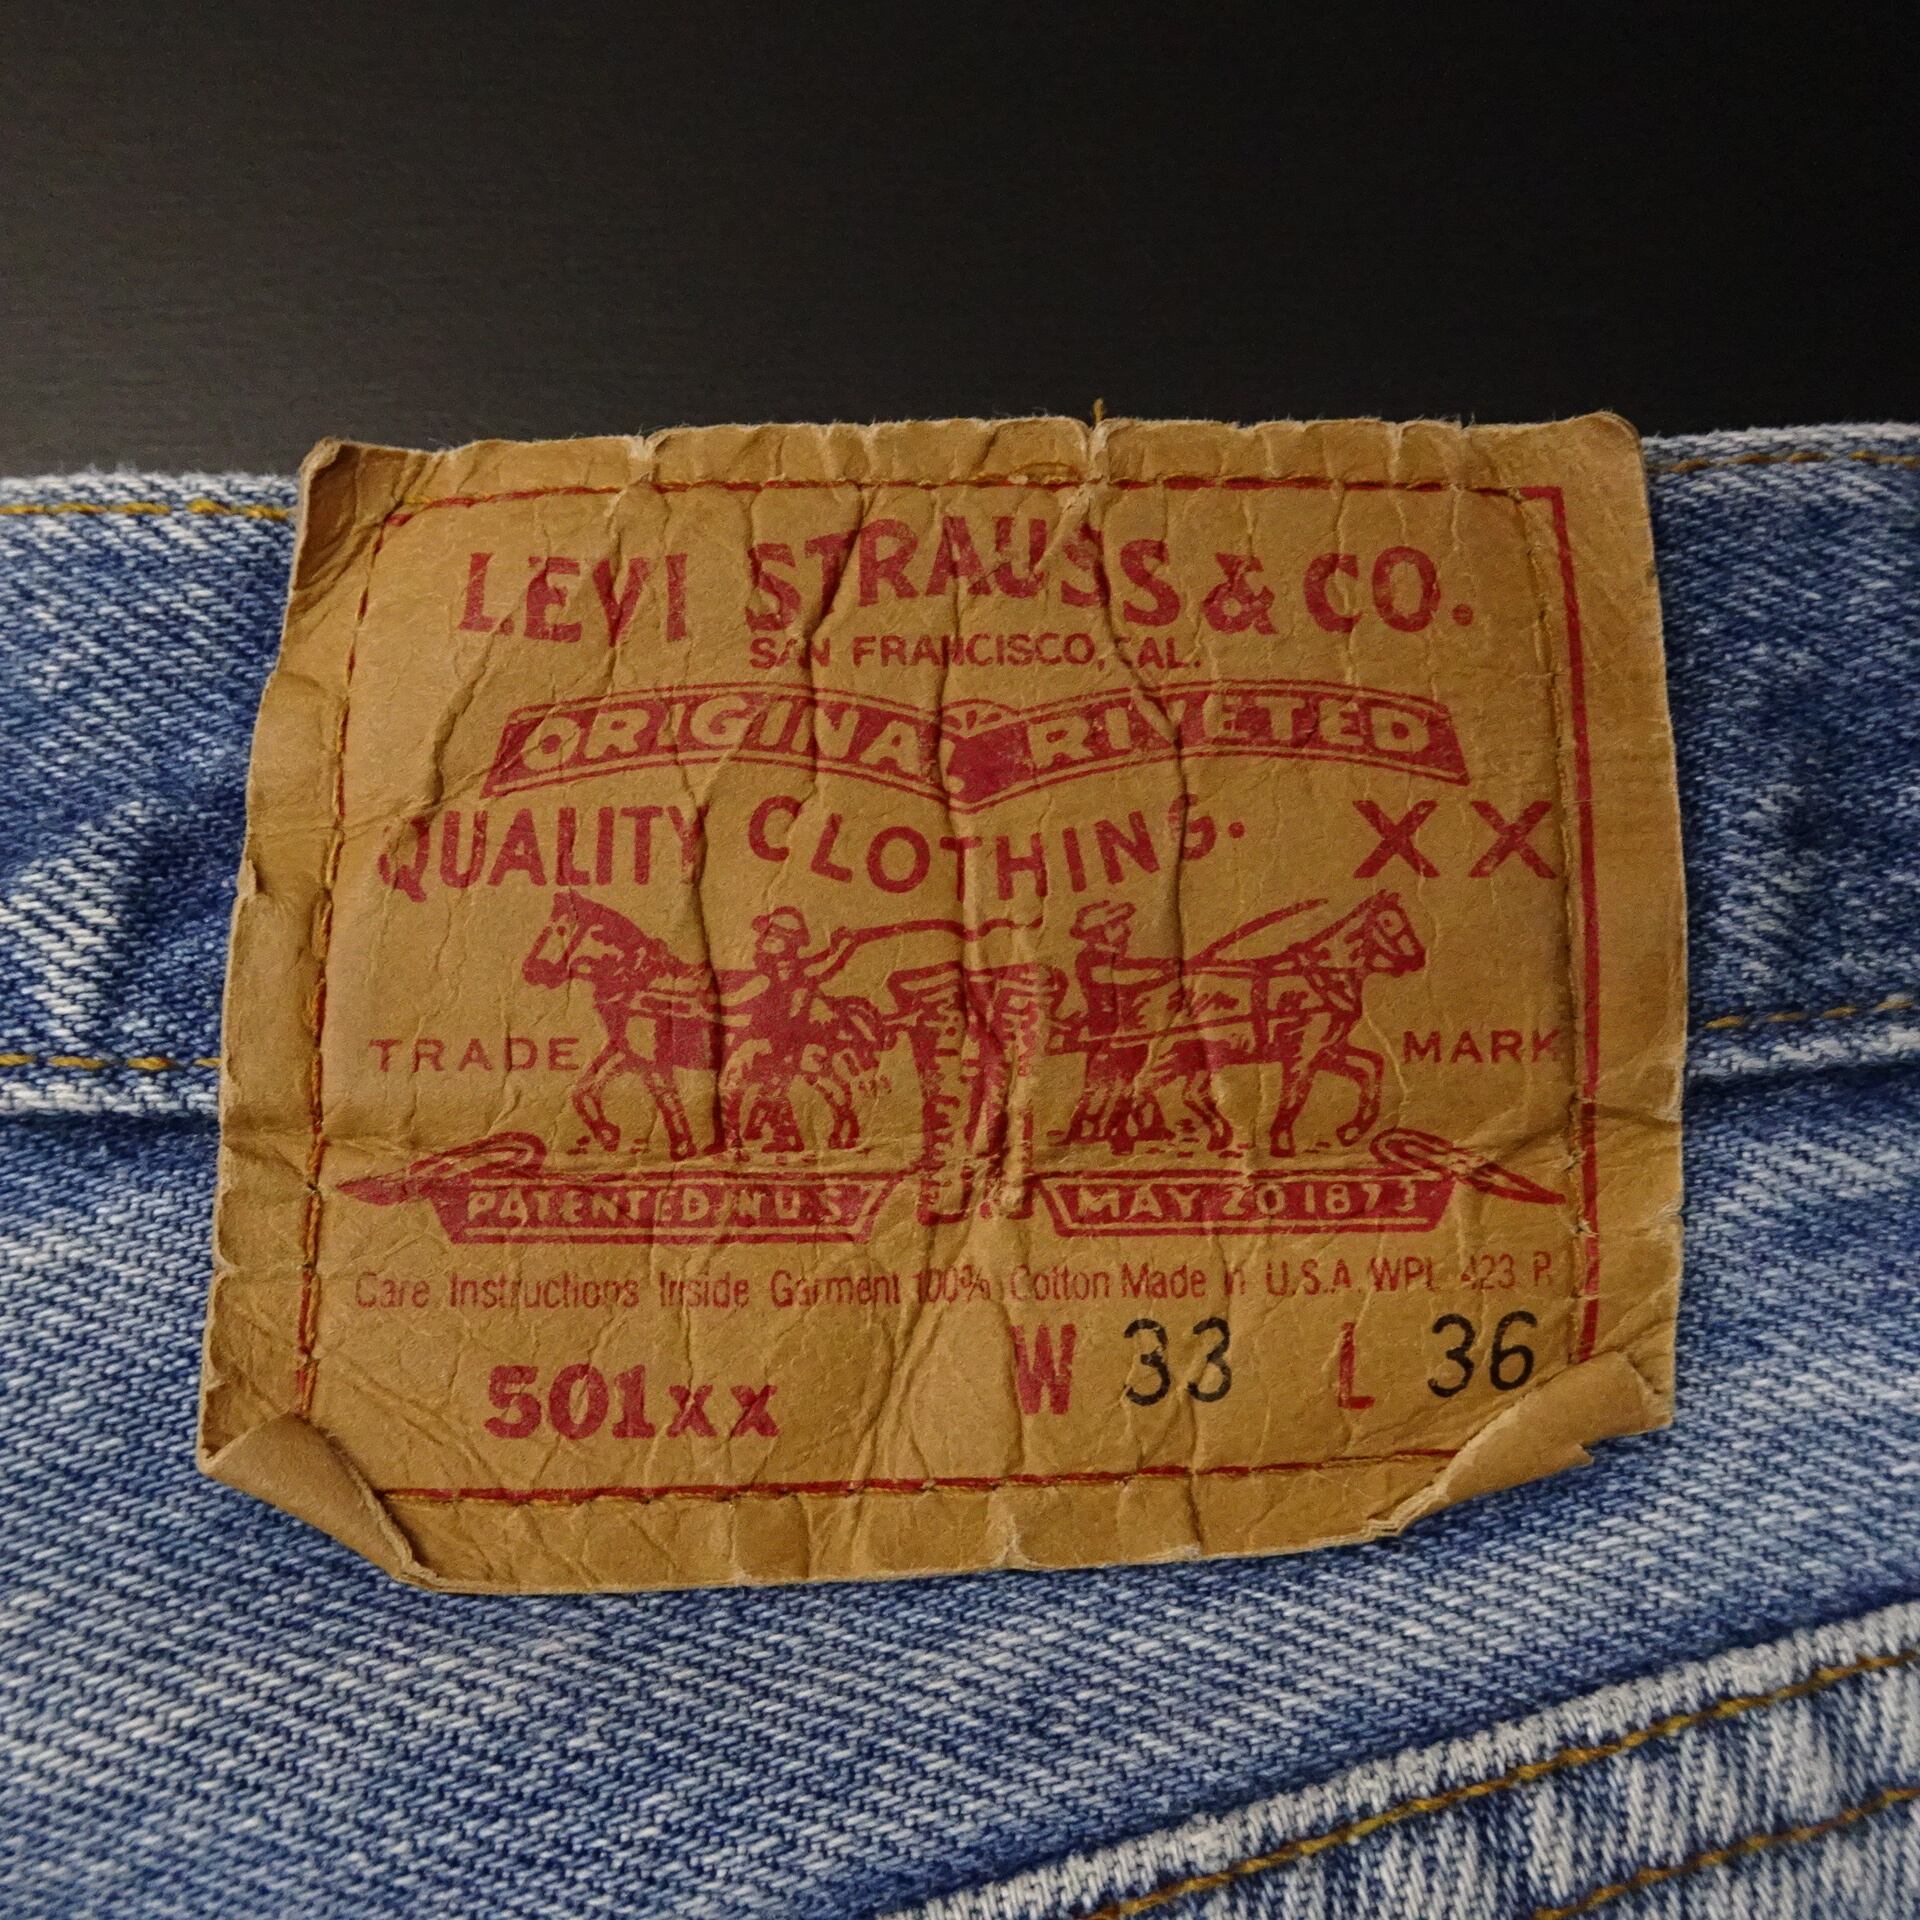 LEVI STRAUSS & CO.
SAN FRANCISCO, CAL.
ORIGINAL RIVETED
QUALITY CLOTHING. XX
TRADE MARK
PATENTED IN U.S. MAY 20 1873
Care Instructions Inside Garment 100% Cotton Made in U.S.A. WPL 423 R
501xx W 33 L 36